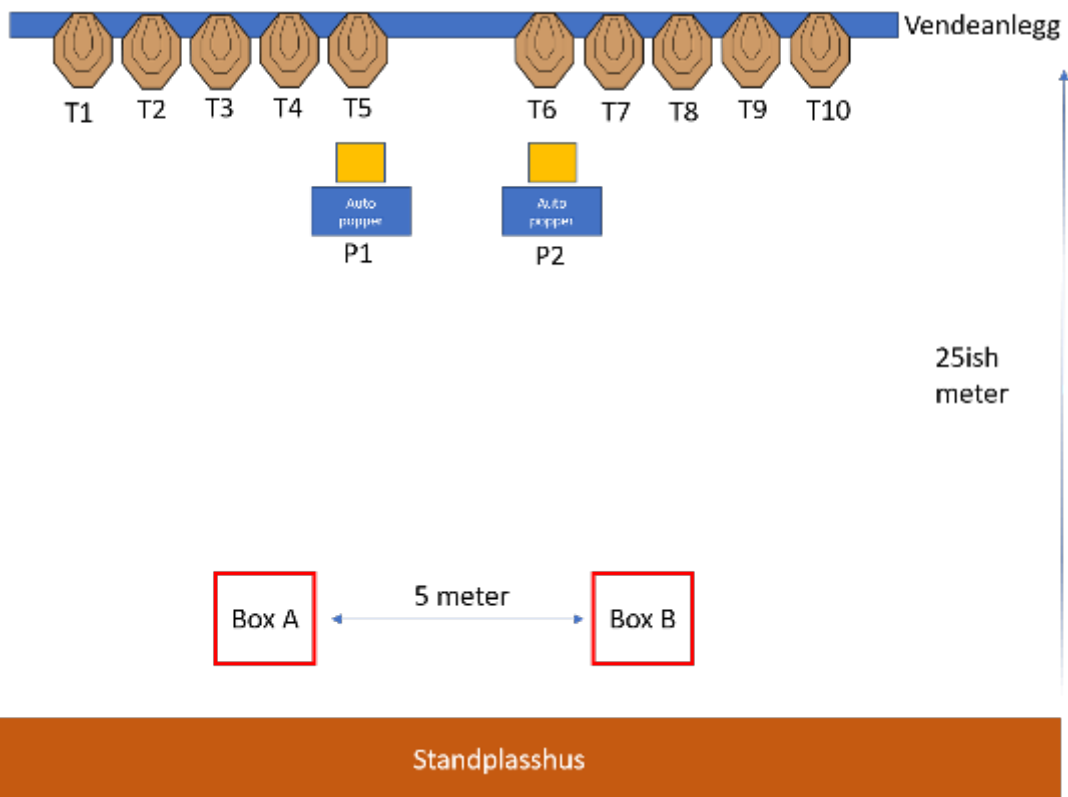 Vendeanlegg
T1 T2 T3 T4 T5 T6 T7 T8 T9 T10
Auto
popper
P1
Auto
popper
P2
25ish
meter
Box A
5 meter
Box B
Standplasshus